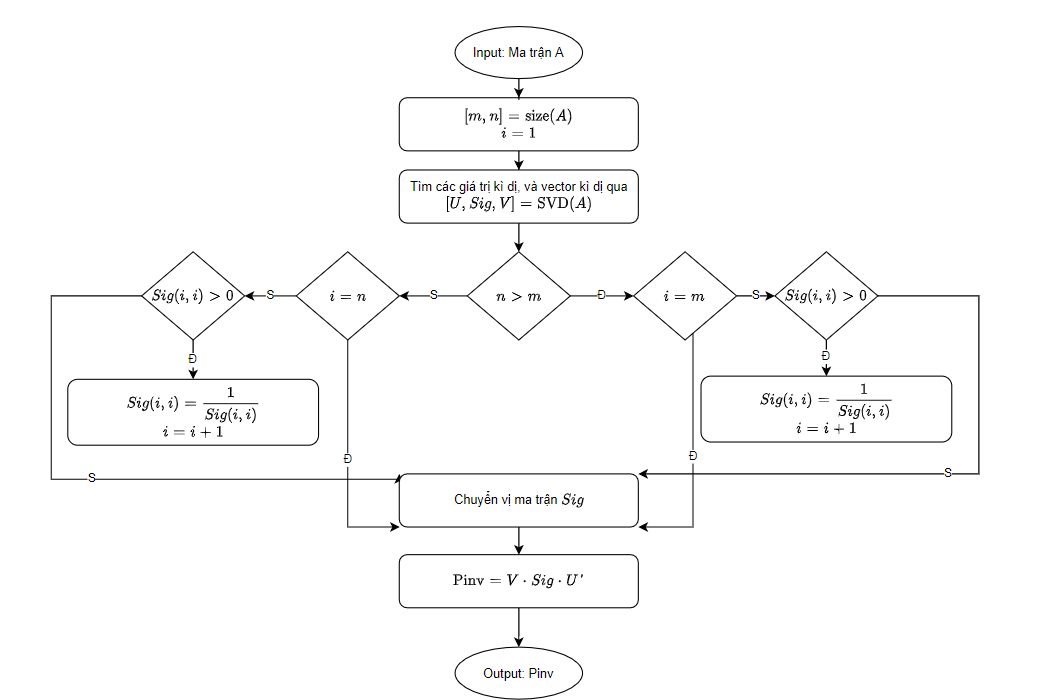 Input: Ma trận A
[m, n] = size(A)
i = 1
Tìm các giá trị kì dị, và vector kì dị qua
[U, Sig, V] = SVD(A)
Sig(i, i) > 0
S
i = n
S
n > m
Đ
i = m
S
Sig(i, i) > 0
Đ
Đ
Sig(i, i) = 1/Sig(i, i)
i = i + 1
Sig(i, i) = 1/Sig(i, i)
i = i + 1
Đ
Đ
S
S
Chuyển vị ma trận Sig
Pinv = V · Sig · U'
Output: Pinv